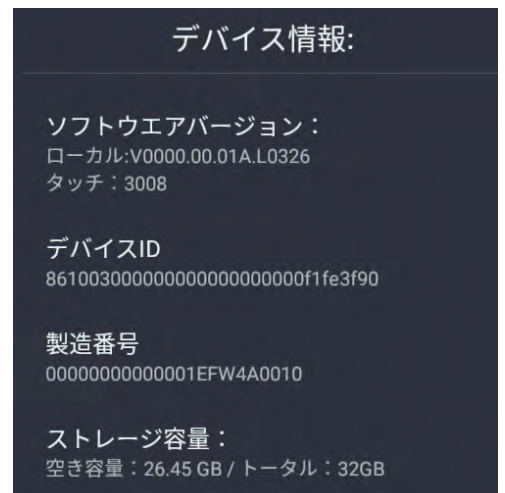 デバイス情報:
ソフトウエアバージョン：
ローカル:V0000.00.01A.L0326
タッチ：3008
デバイスID
861003000000000000000000f1fe3f90
製造番号
00000000000001EFW4A0010
ストレージ容量：
空き容量：26.45 GB / トータル：32GB